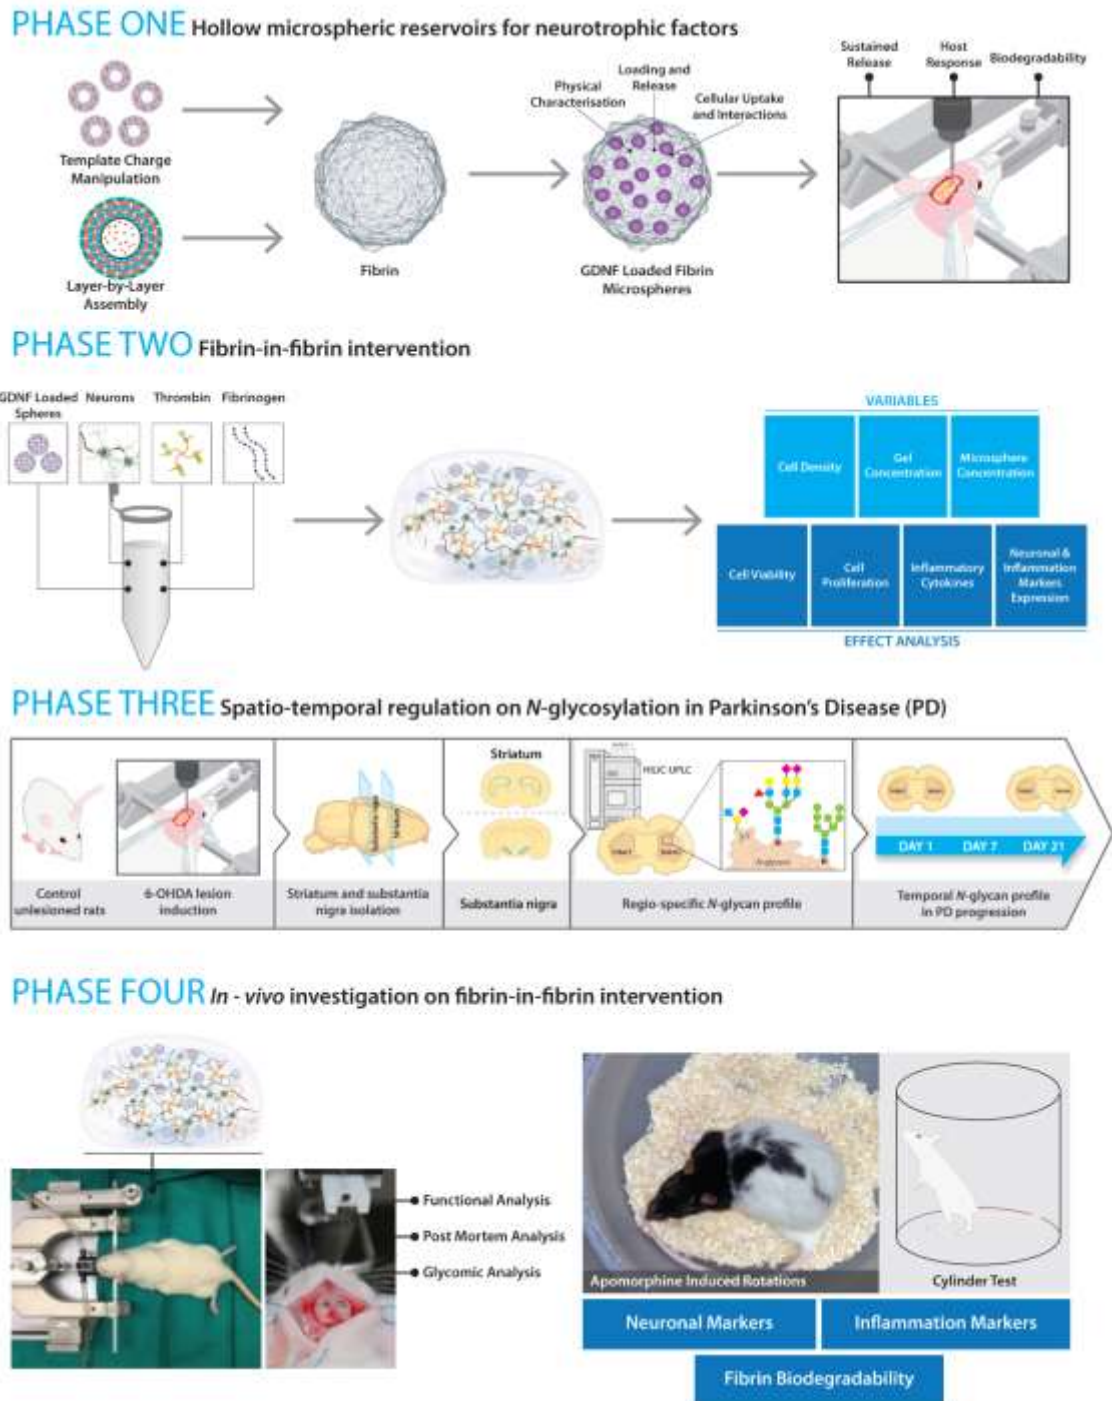 PHASE ONE Hollow microspheric reservoirs for neurotrophic factors
Template Charge
Manipulation
Layer-by-Layer
Assembly
Fibrin
Physical
Characterisation
Loading and
Release
Cellular Uptake
and Interactions
GDNF Loaded Fibrin
Microspheres
Sustained
Release
Host
Response
Biodegradability
PHASE TWO Fibrin-in-fibrin intervention
GDNF Loaded
Spheres
Neurons
Thrombin
Fibrinogen
VARIABLES
Cell Density
Gel
Concentration
Microsphere
Concentration
Cell Viability
Cell
Proliferation
Inflammatory
Cytokines
Neuronal &
Inflammation
Markers
Expression
EFFECT ANALYSIS
PHASE THREE Spatio-temporal regulation on N-glycosylation in Parkinson's Disease (PD)
Control
unlesioned rats
6-OHDA lesion
induction
Substantia nigra
Striatum
Striatum and substantia
nigra isolation
Striatum
Substantia nigra
HILIC UPLC
Regio-specific N-glycan profile
DAY 1
DAY 7
DAY 21
Temporal N-glycan profile
in PD progression
PHASE FOUR In - vivo investigation on fibrin-in-fibrin intervention
Functional Analysis
Post Mortem Analysis
Glycomic Analysis
Apomorphine Induced Rotations
Cylinder Test
Neuronal Markers
Inflammation Markers
Fibrin Biodegradability